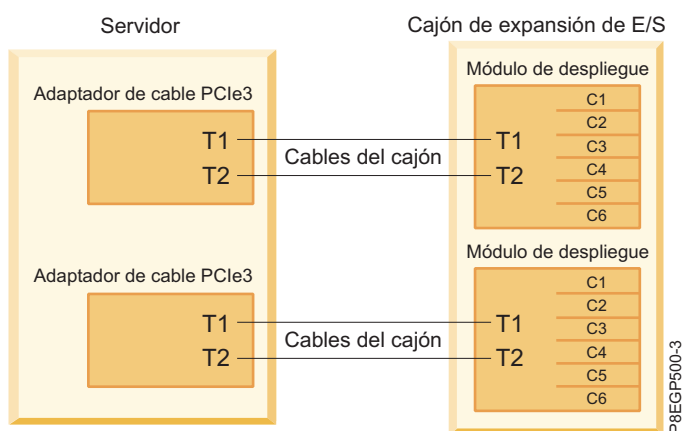 Servidor
Cajón de expansión de E/S
Adaptador de cable PCIe3
T1
T2
Cables del cajón
Módulo de despliegue
T1
T2
C1
C2
C3
C4
C5
C6
Adaptador de cable PCIe3
T1
T2
Cables del cajón
Módulo de despliegue
T1
T2
C1
C2
C3
C4
C5
C6
P8EGP500-3